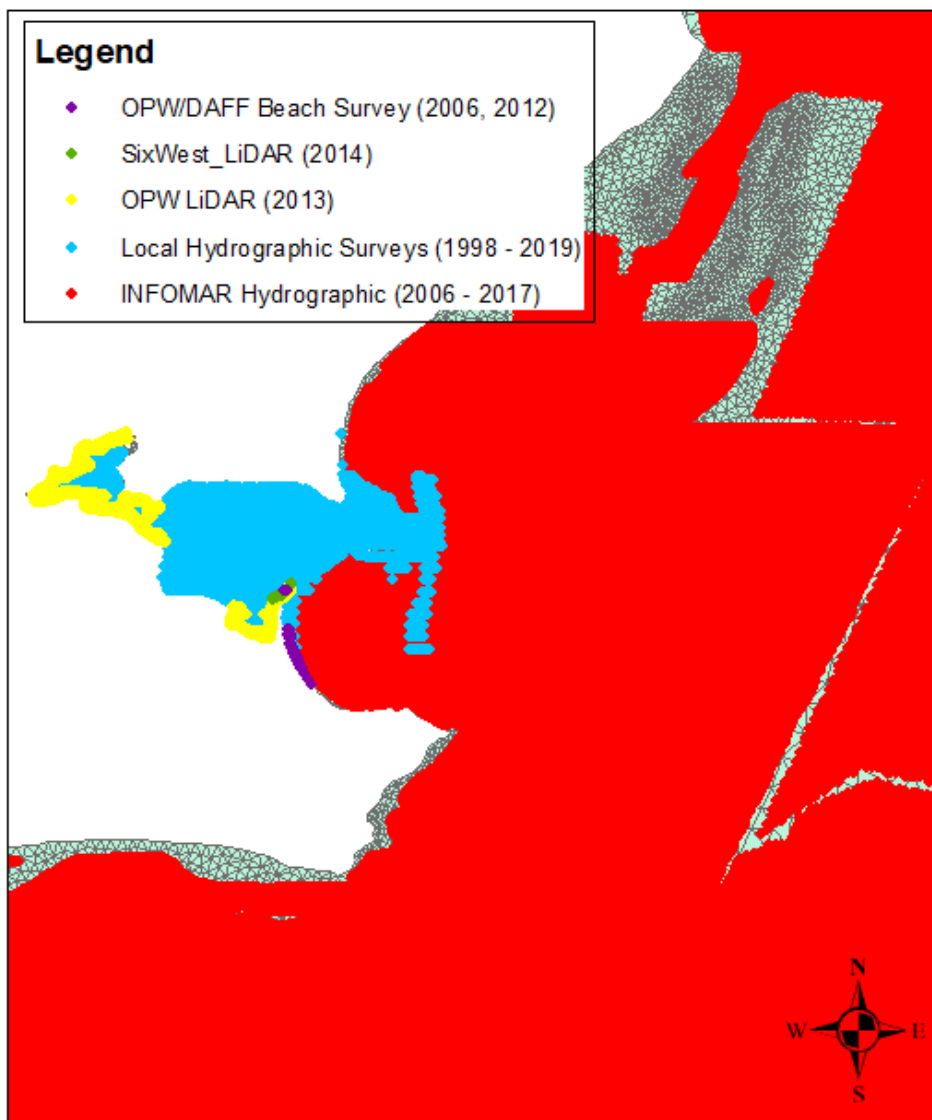 Legend
OPW/DAFF Beach Survey (2006, 2012)
SixWest_LiDAR (2014)
OPW LiDAR (2013)
Local Hydrographic Surveys (1998 - 2019)
INFOMAR Hydrographic (2006 - 2017)
N
W E
S